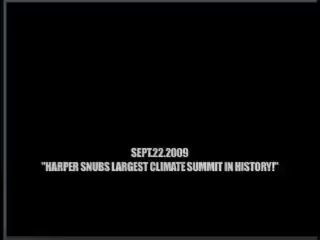 SEPT.22.2009
"HARPER SNUBS LARGEST CLIMATE SUMMIT IN HISTORY!"